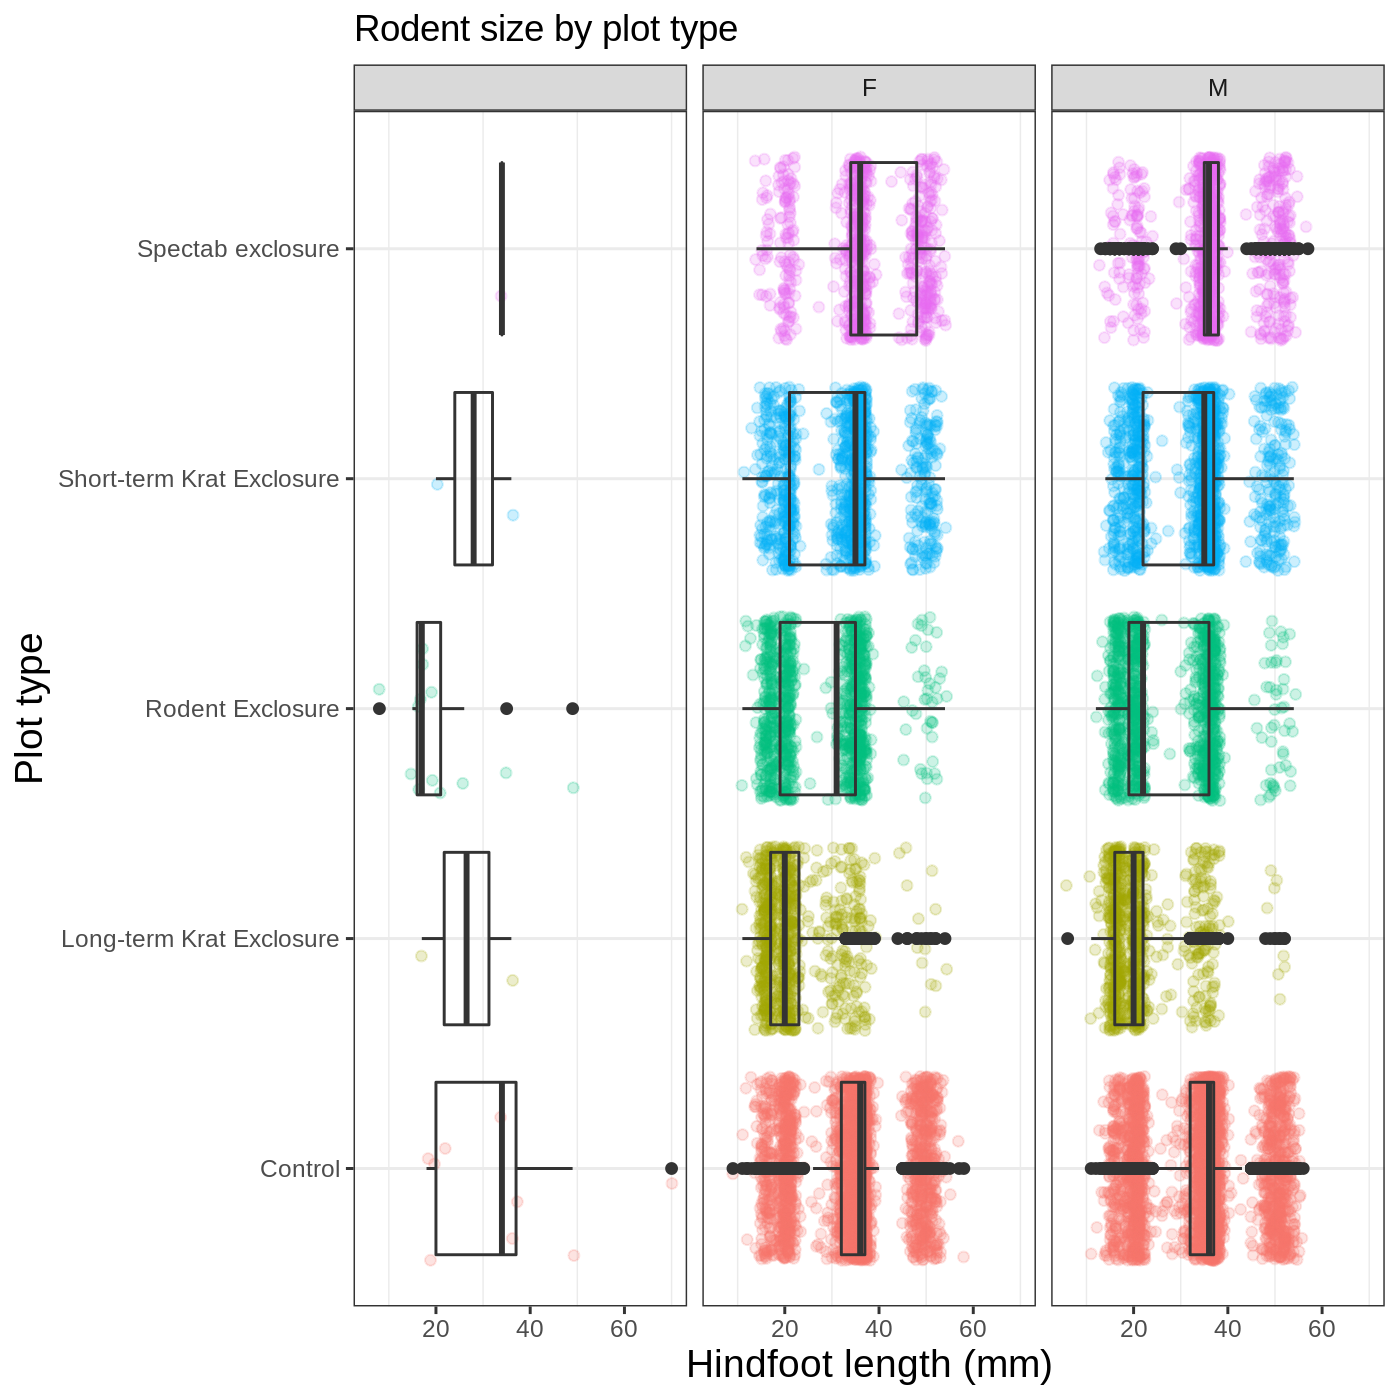 Rodent size by plot type
F
M
Spectab exclosure
Short-term Krat Exclosure
Rodent Exclosure
Long-term Krat Exclosure
Control
Plot type
20 40 60
20 40 60
20 40 60
Hindfoot length (mm)